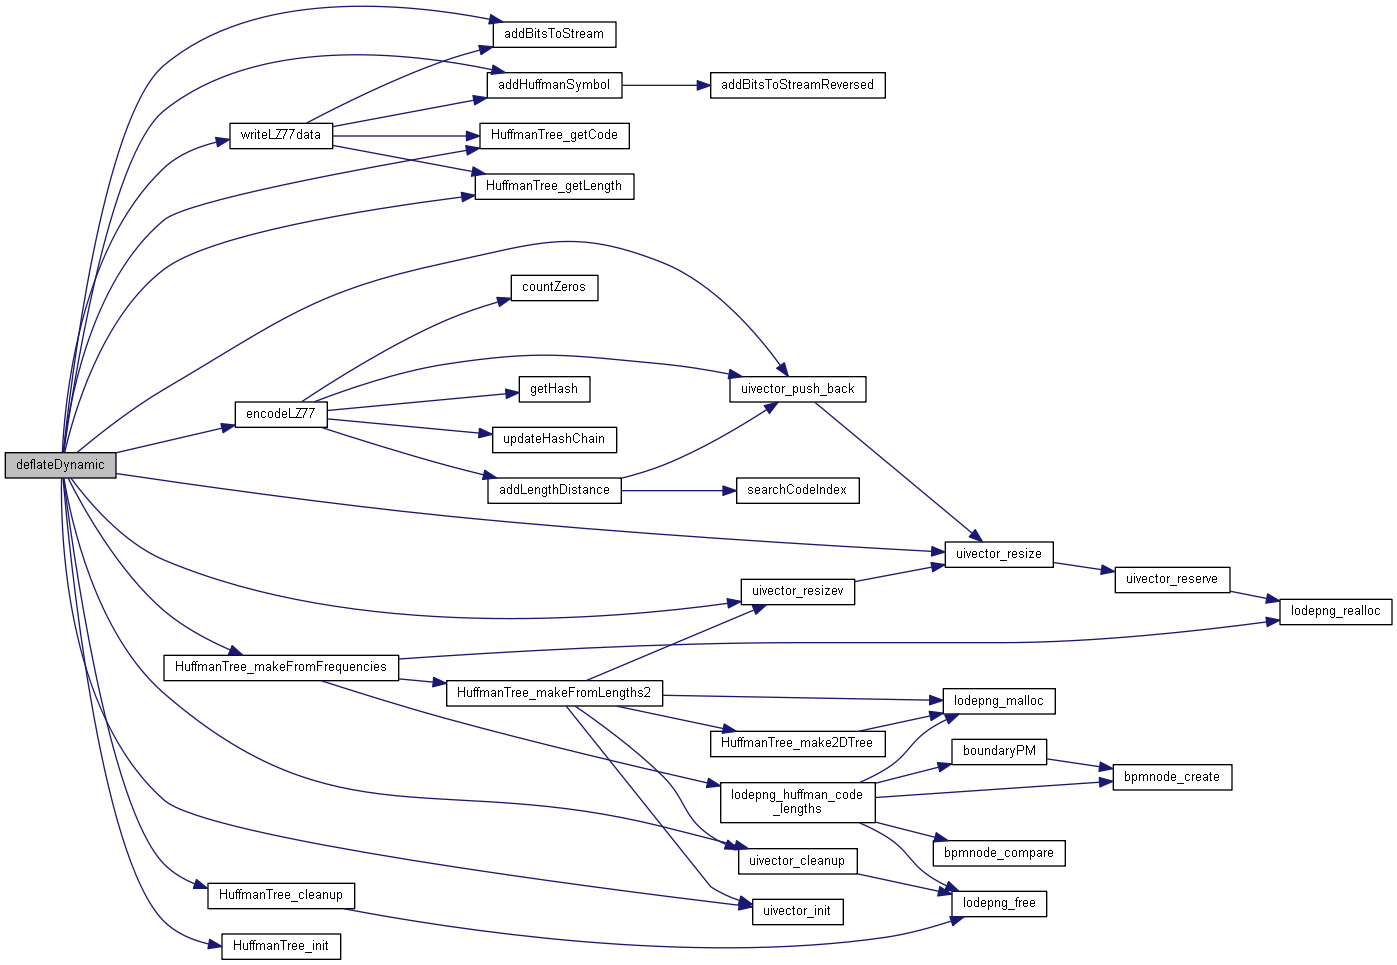 addBitsToStream
addHuffmanSymbol
addBitsToStreamReversed
writeLZ77data
HuffmanTree_getCode
HuffmanTree_getLength
countZeros
uivector_push_back
getHash
encodeLZ77
updateHashChain
deflateDynamic
addLengthDistance
searchCodeIndex
uivector_resize
uivector_reserve
uivector_resizev
lodepng_realloc
HuffmanTree_makeFromFrequencies
HuffmanTree_makeFromLengths2
lodepng_malloc
HuffmanTree_make2DTree
boundaryPM
bpmnode_create
lodepng_huffman_code
_lengths
bpmnode_compare
uivector_cleanup
HuffmanTree_cleanup
lodepng_free
uivector_init
HuffmanTree_init